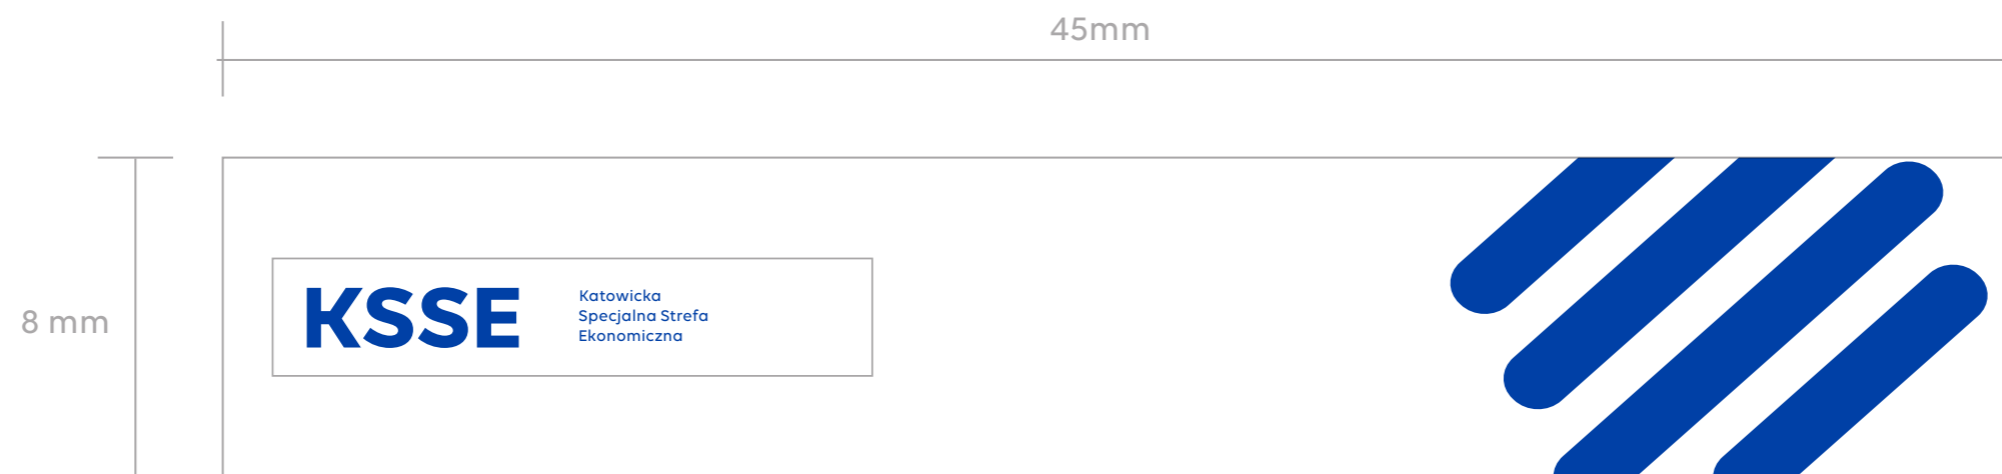 45mm
8 mm
KSSE
Katowicka
Specjalna Strefa
Ekonomiczna